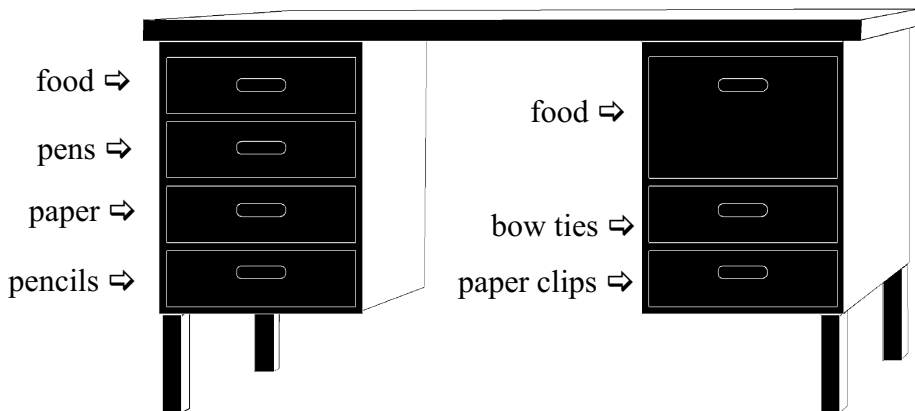 food ⇨
pens ⇨
paper ⇨
pencils ⇨
food ⇨
bow ties ⇨
paper clips ⇨